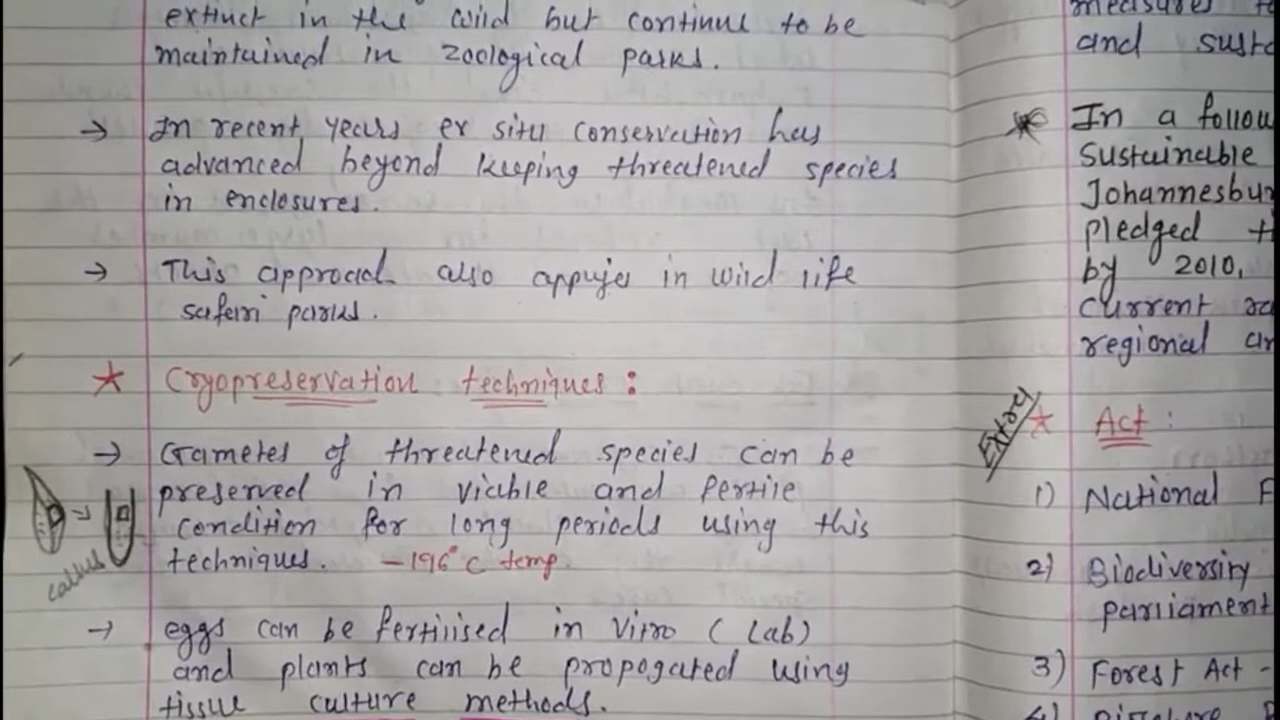 extinct in the wild but continue to be
maintained in zoological parks.
→ In recent years ex situ conservation has
advanced beyond keeping threatened species
in enclosures.
→ This approach also applies in wild life
safari parks.
★ Cryopreservation techniques :
→ Gametes of threatened species can be
preserved in viable and fertile
condition for long periods using this
techniques. -196°C temp.
callus
→ eggs can be fertilised in vitro (Lab)
and plants can be propogated using
tissue culture methods.
measures
and
★ In a
Sustainable
pledged
by 2010,
current
regional
Extra
★ Act :
1) National
2) Biodiversity
parliament
3) Forest Act -
4)